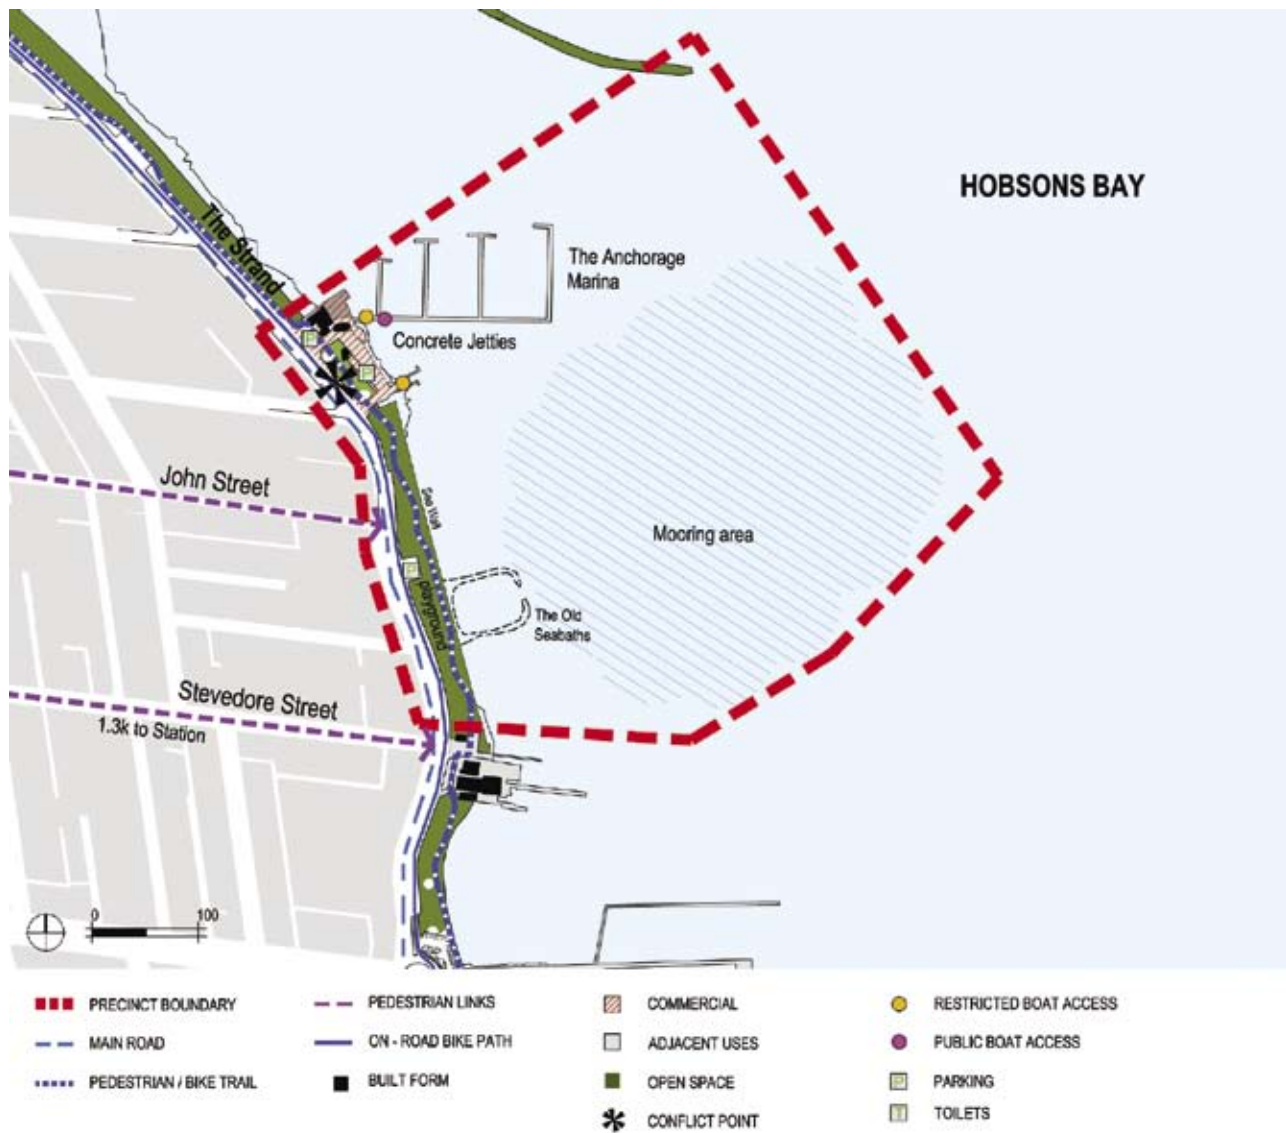 HOBSONS BAY
The Strand
The Anchorage
Marina
P
Concrete Jetties
P
John Street
Sea Wall
Mooring area
P
playground
The Old
Seabaths
Stevedore Street
1.3k to Station
0 100
PRECINCT BOUNDARY
PEDESTRIAN LINKS
COMMERCIAL
RESTRICTED BOAT ACCESS
MAIN ROAD
ON - ROAD BIKE PATH
ADJACENT USES
PUBLIC BOAT ACCESS
PEDESTRIAN / BIKE TRAIL
BUILT FORM
OPEN SPACE
P PARKING
CONFLICT POINT
T TOILETS